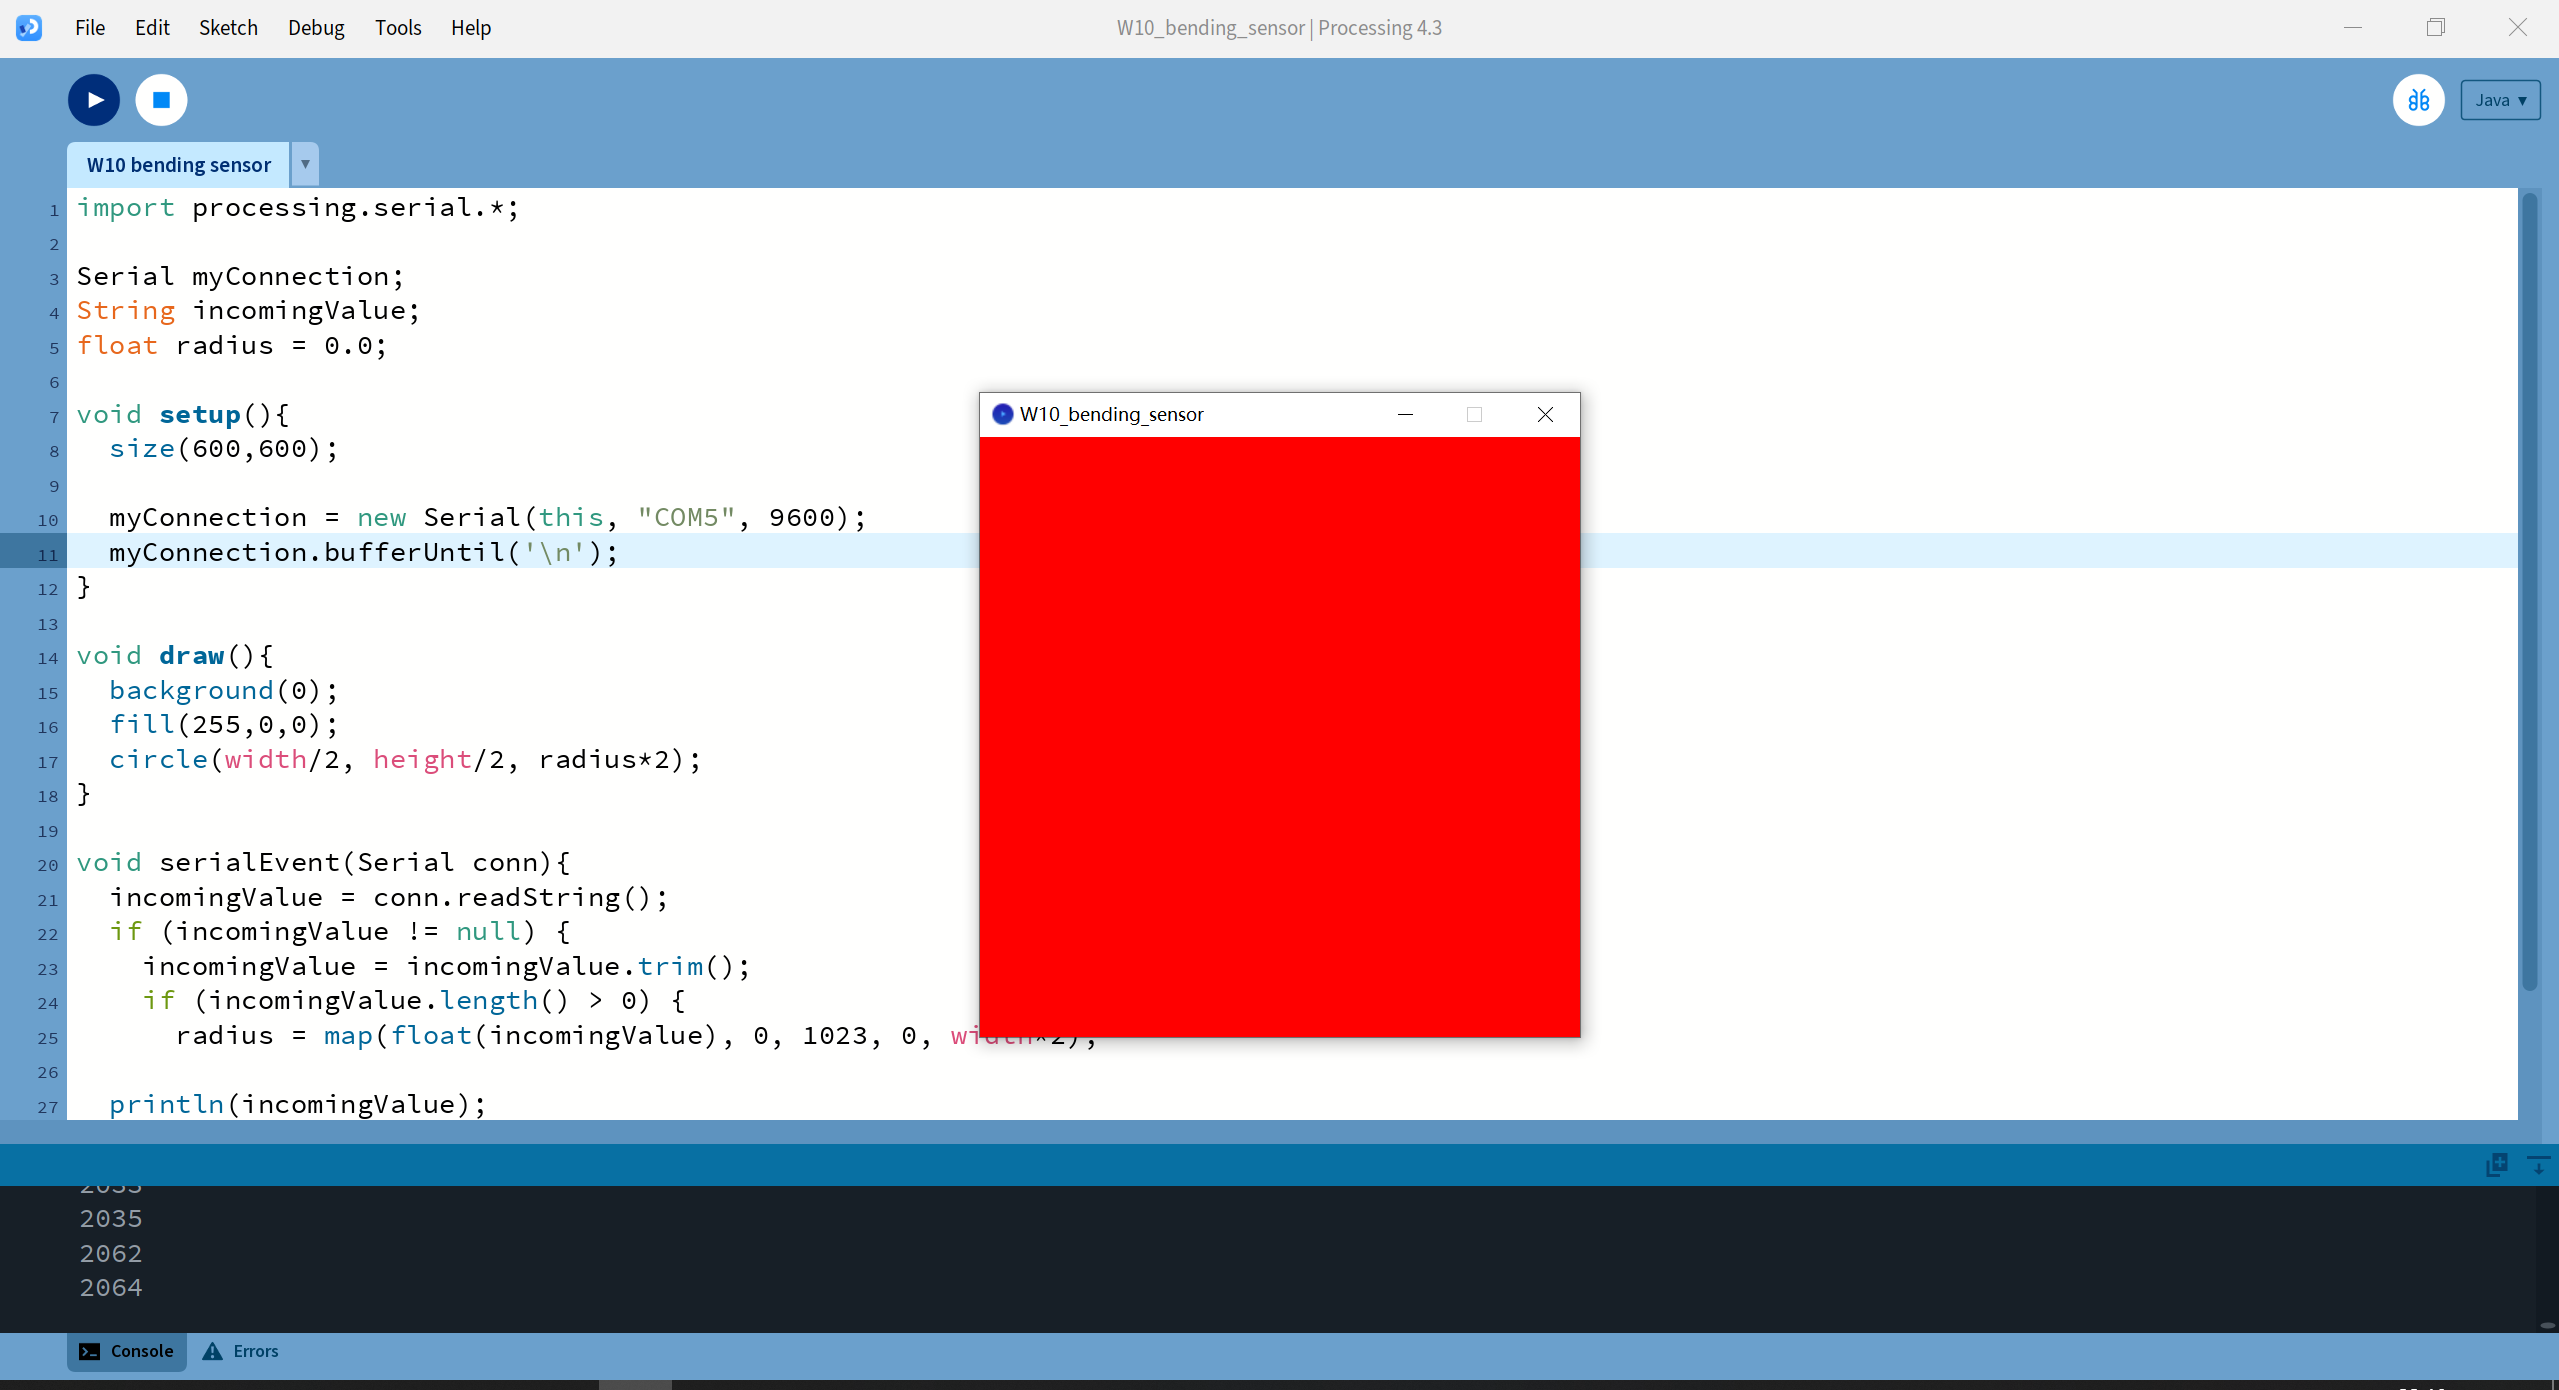 File Edit Sketch Debug Tools Help
W10_bending_sensor | Processing 4.3
Java ▾
W10 bending sensor
1 import processing.serial.*;
2
3 Serial myConnection;
4 String incomingValue;
5 float radius = 0.0;
6
7 void setup(){
8 size(600,600);
9
10 myConnection = new Serial(this, "COM5", 9600);
11 myConnection.bufferUntil('\n');
12 }
13
14 void draw(){
15 background(0);
16 fill(255,0,0);
17 circle(width/2, height/2, radius*2);
18 }
19
20 void serialEvent(Serial conn){
21 incomingValue = conn.readString();
22 if (incomingValue != null) {
23 incomingValue = incomingValue.trim();
24 if (incomingValue.length() > 0) {
25 radius = map(float(incomingValue), 0, 1023, 0, width*2);
26
27 println(incomingValue);
W10_bending_sensor
2035
2062
2064
Console Errors